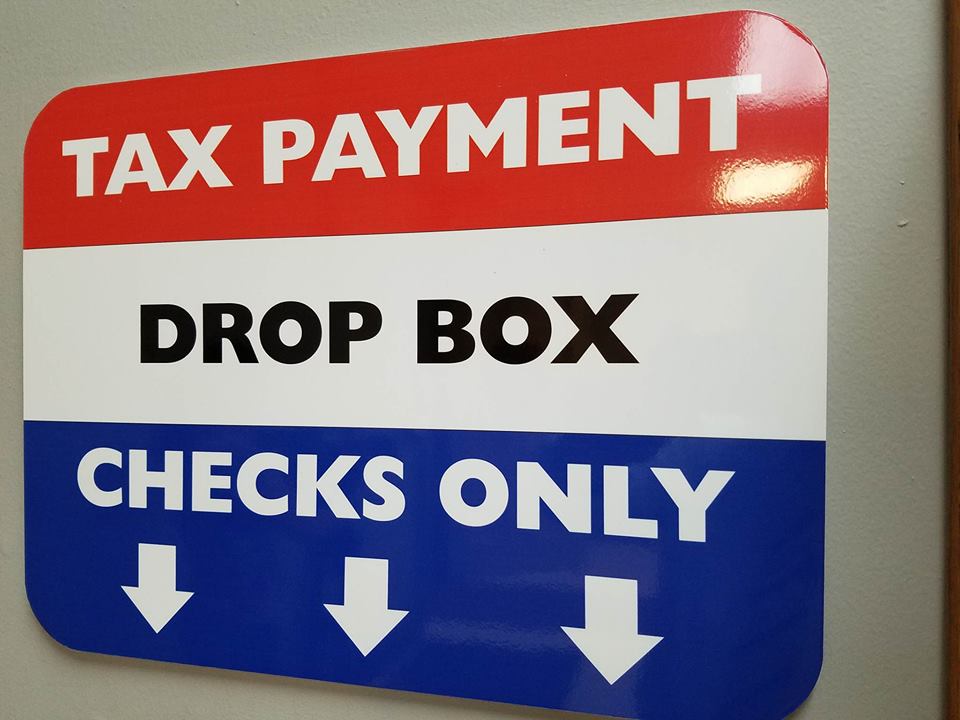 TAX PAYMENT
DROP BOX
CHECKS ONLY